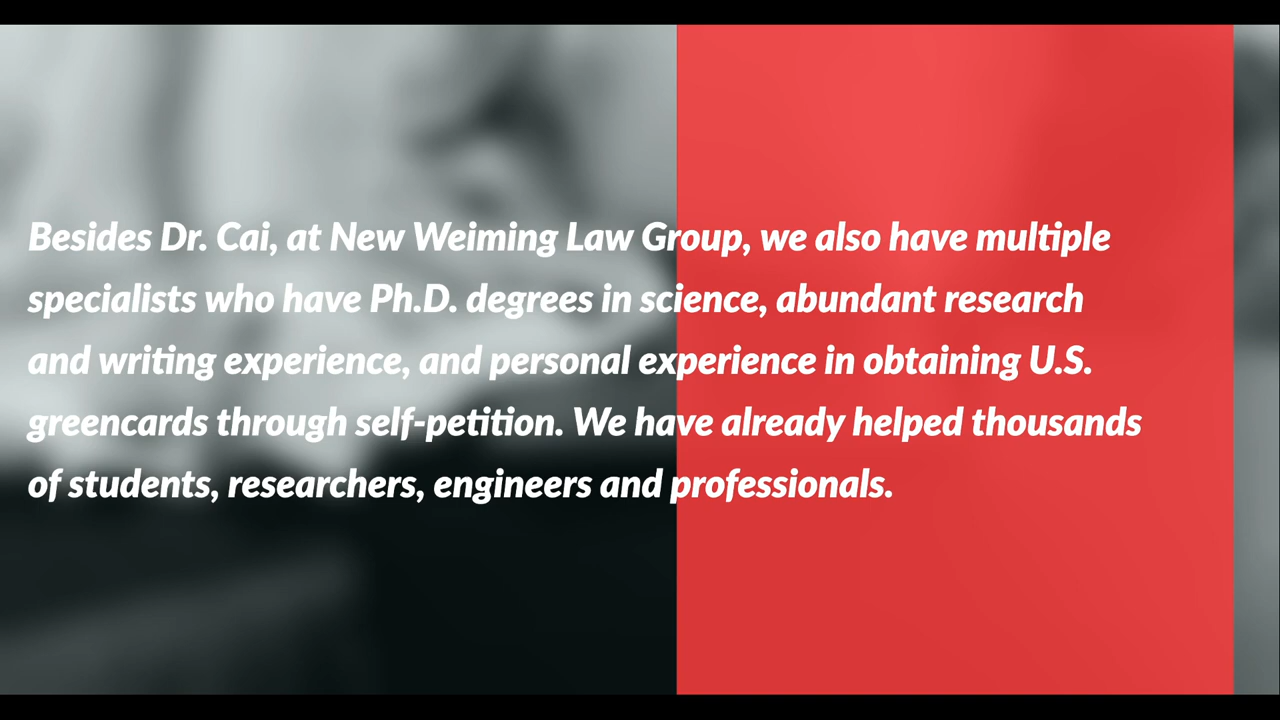 Besides Dr. Cai, at New Weiming Law Group, we also have multiple
specialists who have Ph.D. degrees in science, abundant research
and writing experience, and personal experience in obtaining U.S.
greencards through self-petition. We have already helped thousands
of students, researchers, engineers and professionals.